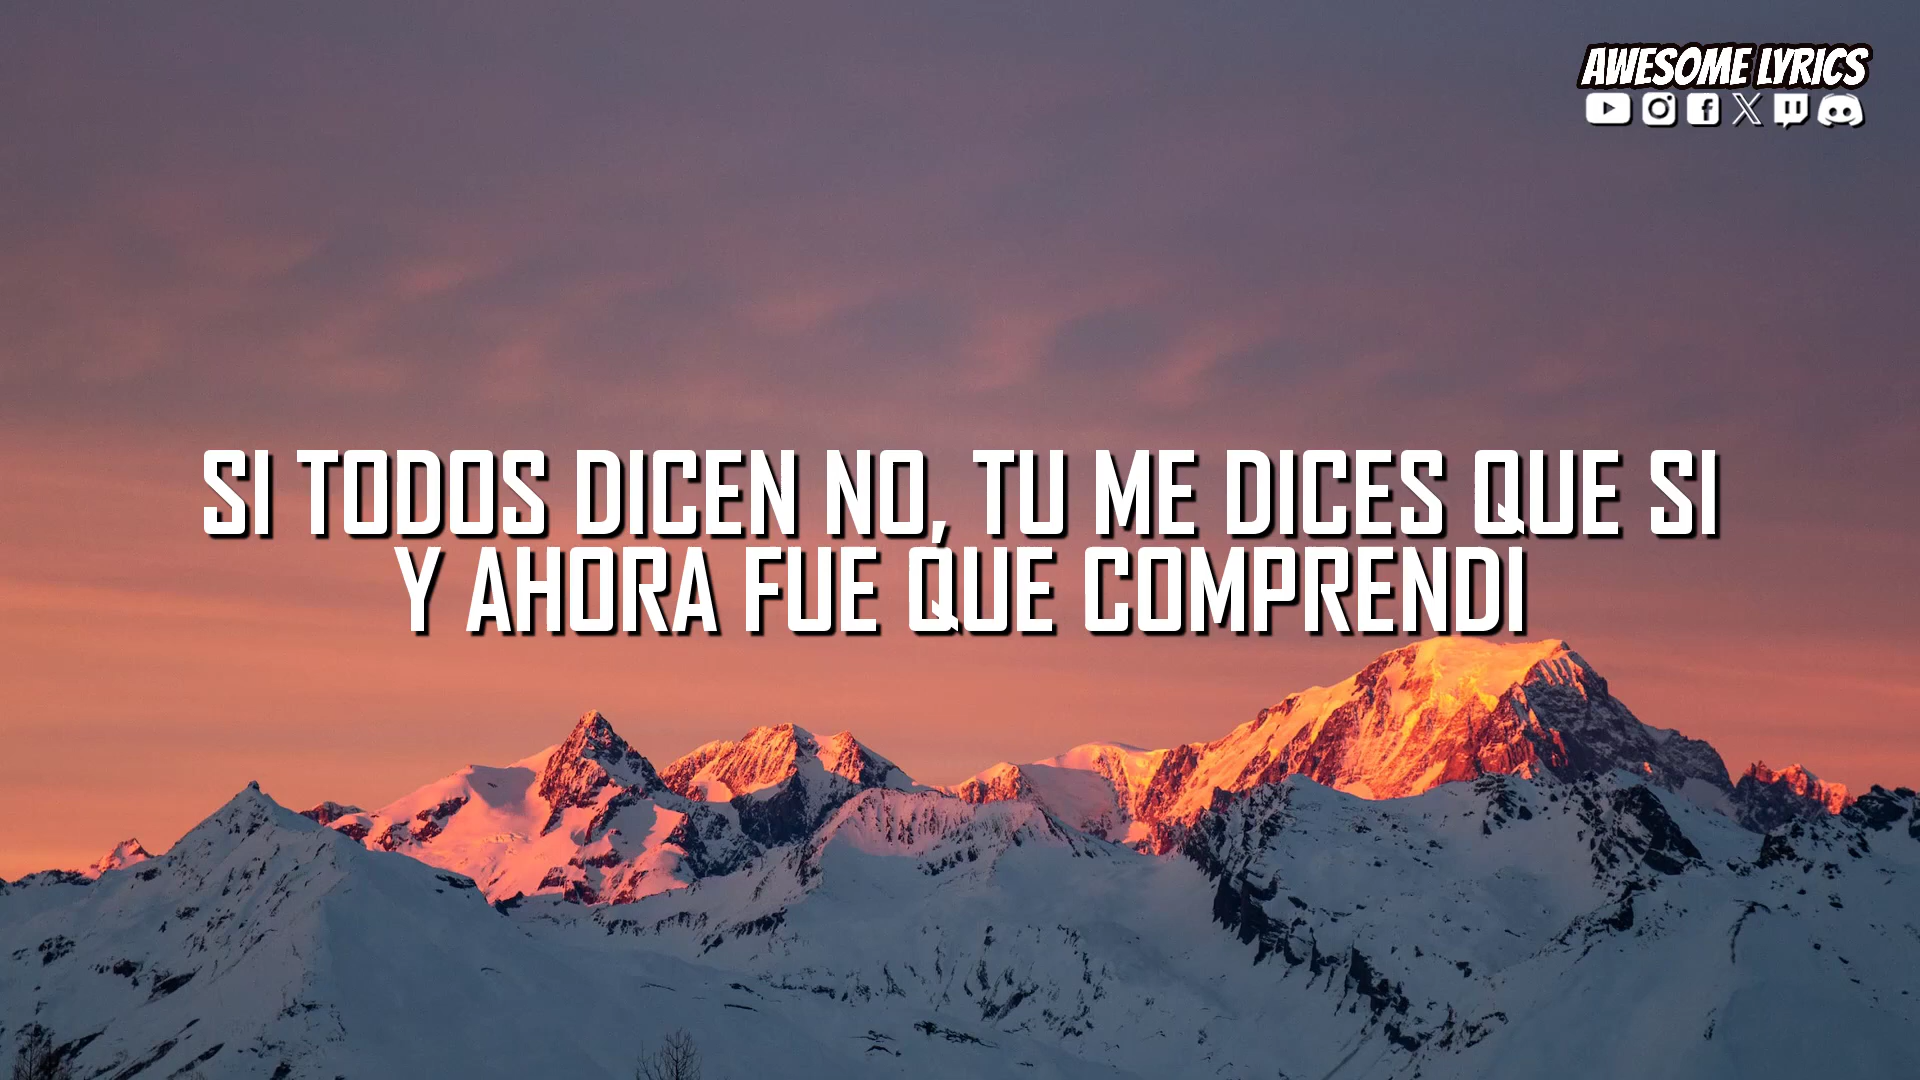 AWESOME LYRICS
SI TODOS DICEN NO, TU ME DICES QUE SI
Y AHORA FUE QUE COMPRENDI